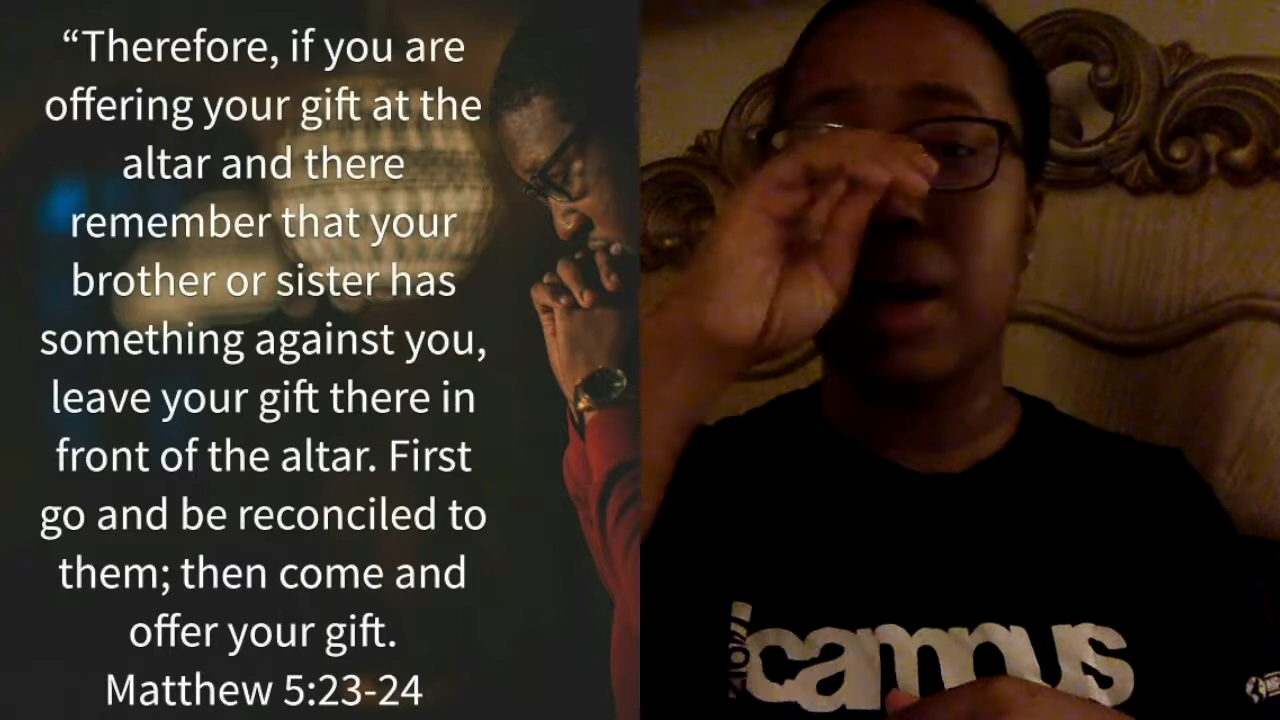 “Therefore, if you are
offering your gift at the
altar and there
remember that your
brother or sister has
something against you,
leave your gift there in
front of the altar. First
go and be reconciled to
them; then come and
offer your gift.
Matthew 5:23-24
campus